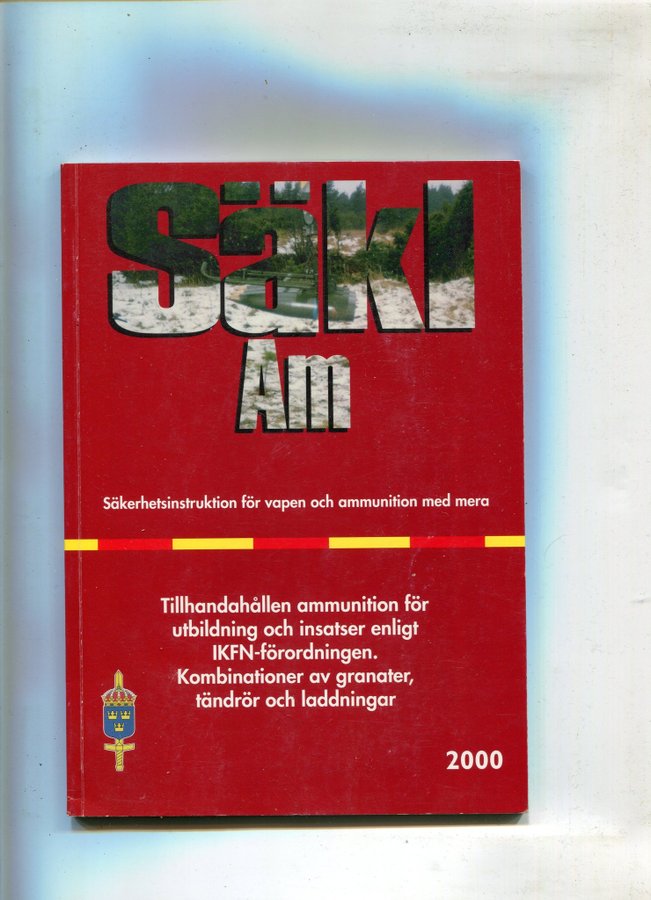 SäkI
Am
Säkerhetsinstruktion för vapen och ammunition med mera
Tillhandahållen ammunition för
utbildning och insatser enligt
IKFN-förordningen.
Kombinationer av granater,
tändrör och laddningar
2000